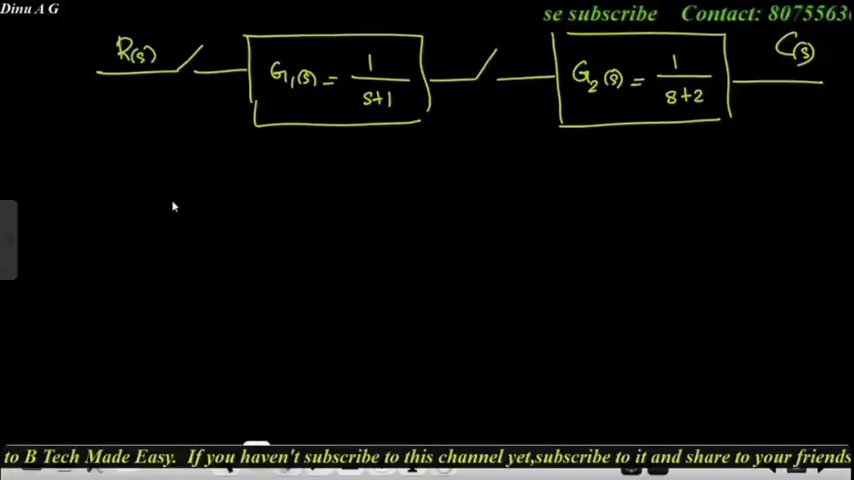 Dinu A G
se subscribe Contact: 8075563
R(s) G₁(s) = 1/(s+1) G₂(s) = 1/(s+2) C(s)
to B Tech Made Easy. If you haven't subscribe to this channel yet,subscribe to it and share to your friends